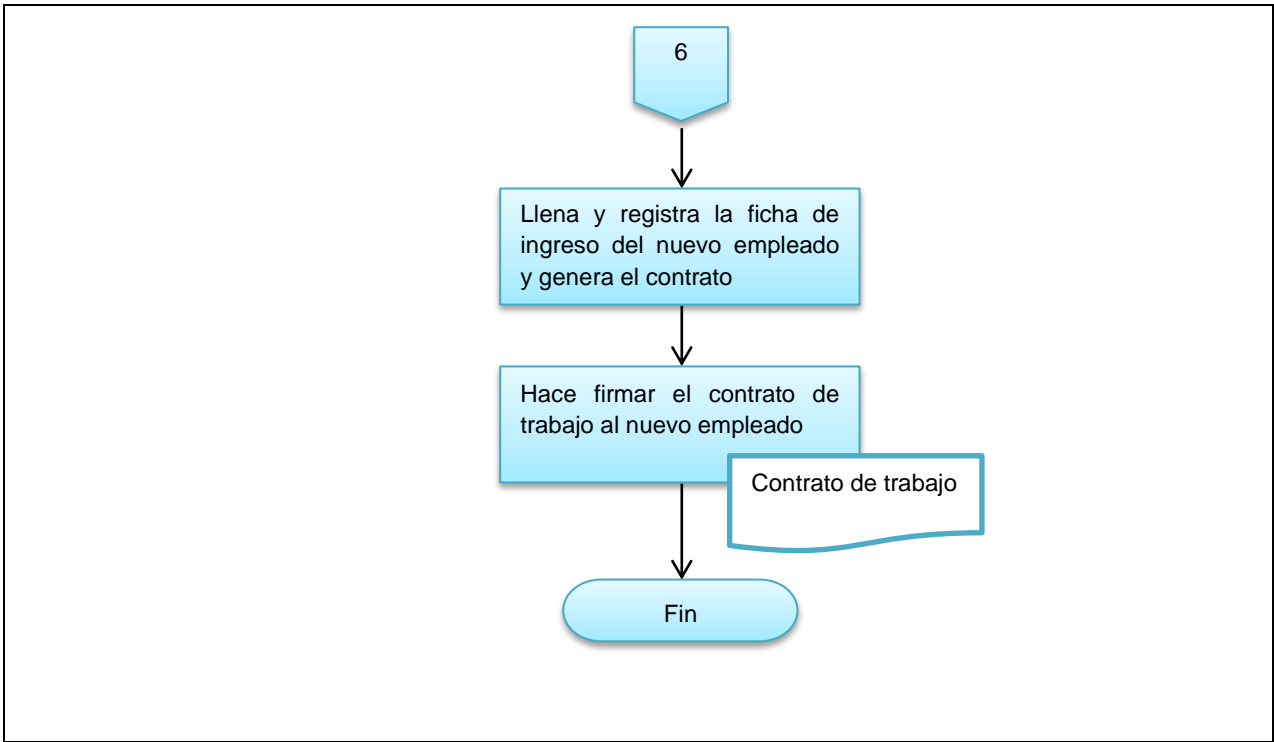 6
Llena y registra la ficha de
ingreso del nuevo empleado
y genera el contrato
Hace firmar el contrato de
trabajo al nuevo empleado
Contrato de trabajo
Fin